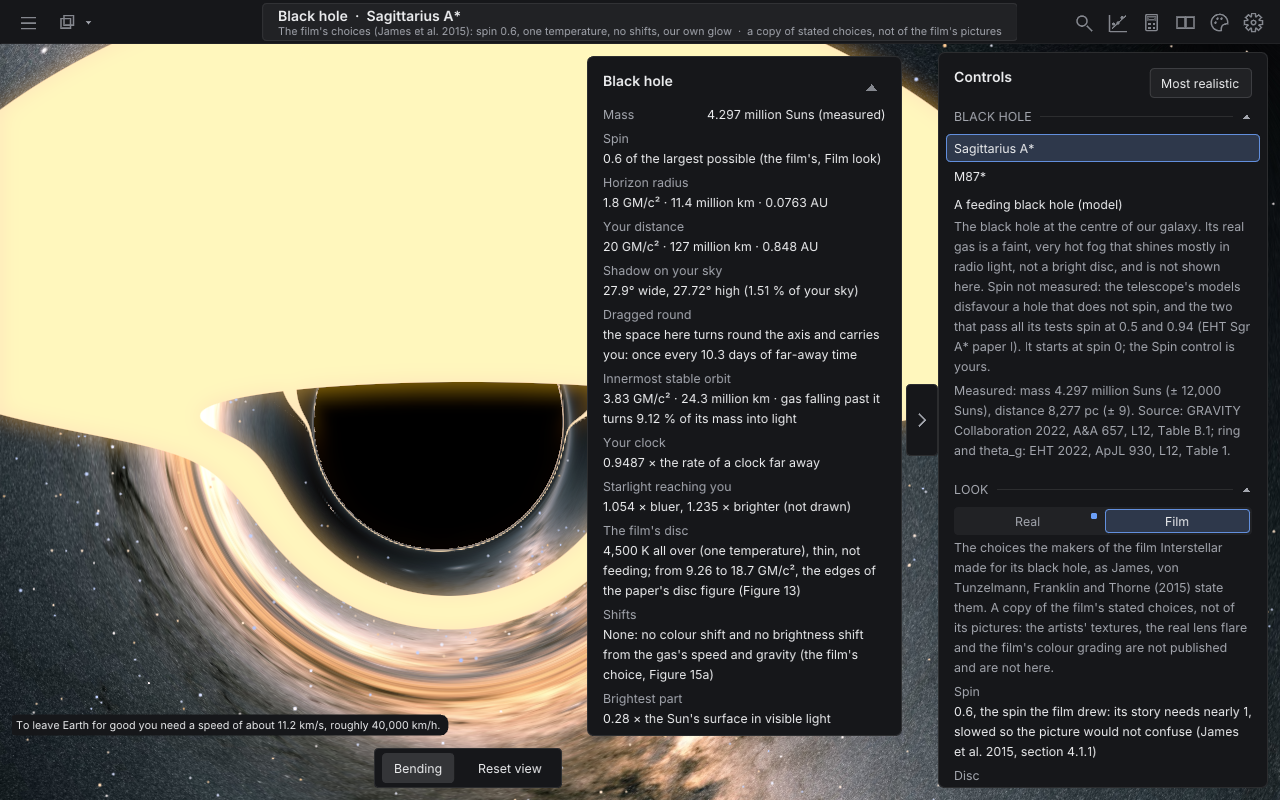 Black hole · Sagittarius A*
The film's choices (James et al. 2015): spin 0.6, one temperature, no shifts, our own glow · a copy of stated choices, not of the film's pictures
Black hole
Mass 4.297 million Suns (measured)
Spin
0.6 of the largest possible (the film's, Film look)
Horizon radius
1.8 GM/c² · 11.4 million km · 0.0763 AU
Your distance
20 GM/c² · 127 million km · 0.848 AU
Shadow on your sky
27.9° wide, 27.72° high (1.51 % of your sky)
Dragged round
the space here turns round the axis and carries
you: once every 10.3 days of far-away time
Innermost stable orbit
3.83 GM/c² · 24.3 million km · gas falling past it
turns 9.12 % of its mass into light
Your clock
0.9487 × the rate of a clock far away
Starlight reaching you
1.054 × bluer, 1.235 × brighter (not drawn)
The film's disc
4,500 K all over (one temperature), thin, not
feeding; from 9.26 to 18.7 GM/c², the edges of
the paper's disc figure (Figure 13)
Shifts
None: no colour shift and no brightness shift
from the gas's speed and gravity (the film's
choice, Figure 15a)
Brightest part
0.28 × the Sun's surface in visible light
Controls
Most realistic
BLACK HOLE
Sagittarius A*
M87*
A feeding black hole (model)
The black hole at the centre of our galaxy. Its real
gas is a faint, very hot fog that shines mostly in
radio light, not a bright disc, and is not shown
here. Spin not measured: the telescope's models
disfavour a hole that does not spin, and the two
that pass all its tests spin at 0.5 and 0.94 (EHT Sgr
A* paper I). It starts at spin 0; the Spin control is
yours.
Measured: mass 4.297 million Suns (± 12,000
Suns), distance 8,277 pc (± 9). Source: GRAVITY
Collaboration 2022, A&A 657, L12, Table B.1; ring
and theta_g: EHT 2022, ApJL 930, L12, Table 1.
LOOK
Real
Film
The choices the makers of the film Interstellar
made for its black hole, as James, von
Tunzelmann, Franklin and Thorne (2015) state
them. A copy of the film's stated choices, not of
its pictures: the artists' textures, the real lens flare
and the film's colour grading are not published
and are not here.
Spin
0.6, the spin the film drew: its story needs nearly 1,
slowed so the picture would not confuse (James
et al. 2015, section 4.1.1)
Disc
To leave Earth for good you need a speed of about 11.2 km/s, roughly 40,000 km/h.
Bending
Reset view